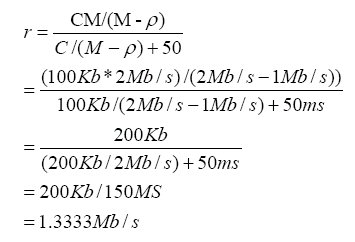 r = CM/(M - ρ) / C/(M − ρ) + 50
= (100Kb * 2Mb / s) /(2Mb / s − 1Mb / s)) / 100Kb /(2Mb / s − 1Mb / s) + 50ms
= 200Kb / (200Kb / 2Mb / s) + 50ms
= 200Kb / 150MS
= 1.3333Mb / s